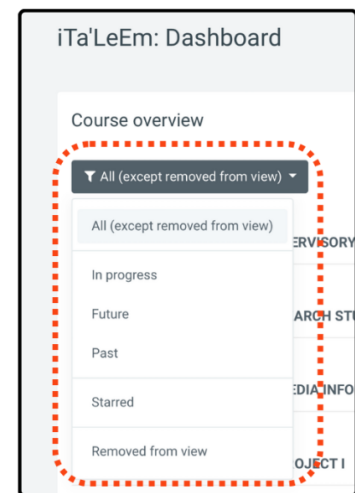 iTa'LeEm: Dashboard
Course overview
All (except removed from view)
All (except removed from view)
ERVISORY
In progress
Future
ARCH STU
Past
EDIA INFO
Starred
Removed from view
OJECT I